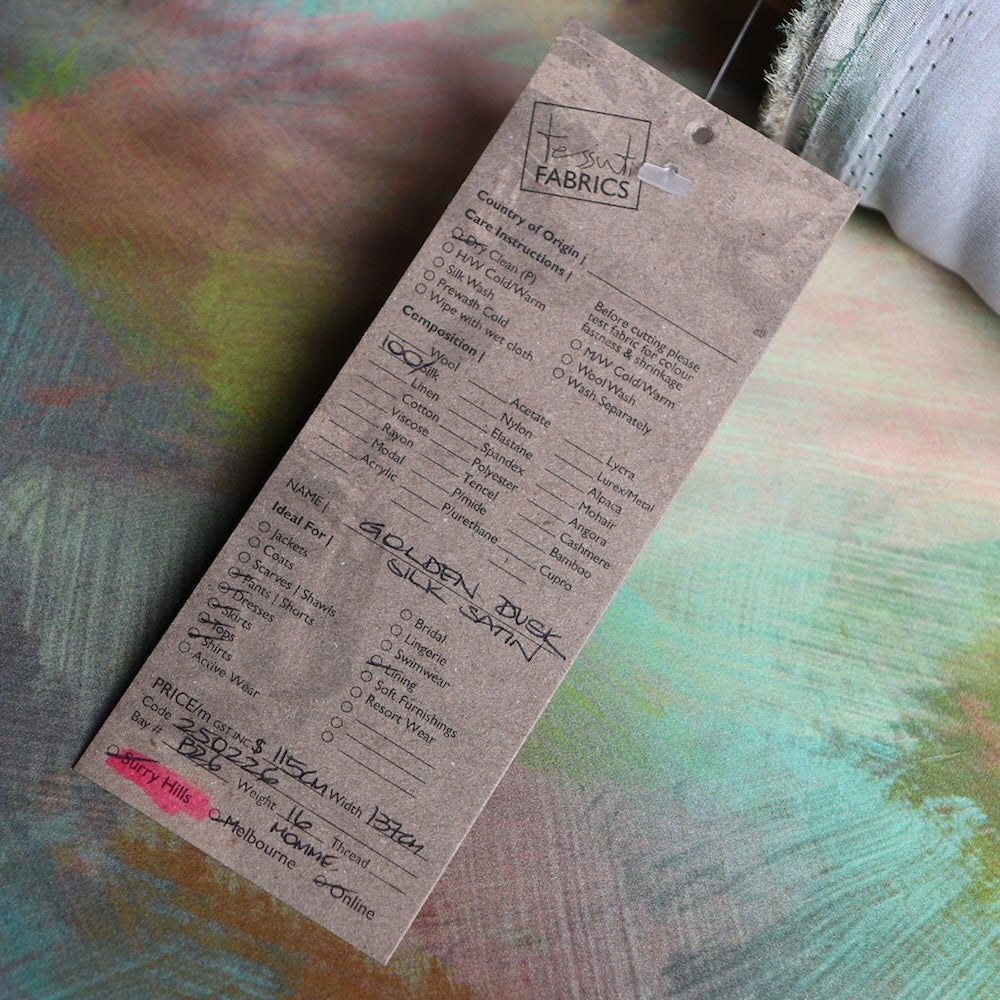 tessuti
FABRICS
Country of Origin |
Care Instructions |
Dry Clean (P)
H/W Cold/Warm
Silk Wash
Prewash Cold
Wipe with wet cloth
Before cutting please
test fabric for colour
fastness & shrinkage
M/W Cold/Warm
Wool Wash
Wash Separately
Composition |
Wool
100% Silk
Linen
Cotton
Viscose
Rayon
Modal
Acrylic
Acetate
Nylon
Elastane
Spandex
Polyester
Tencel
P/mide
P/urethane
Lycra
Lurex/Metal
Alpaca
Mohair
Angora
Cashmere
Bamboo
Cupro
NAME | GOLDEN DUSK
SILK SATIN
Ideal For |
Jackets
Coats
Scarves | Shawls
Pants | Shorts
Dresses
Skirts
Tops
Shirts
Active Wear
Bridal
Lingerie
Swimwear
Lining
Soft Furnishings
Resort Wear
PRICE/m GST INC $ 115cm Width 137cm
Code 250226
Bay # B26 Weight 16 MOMME Thread
Surry Hills
Melbourne
Online